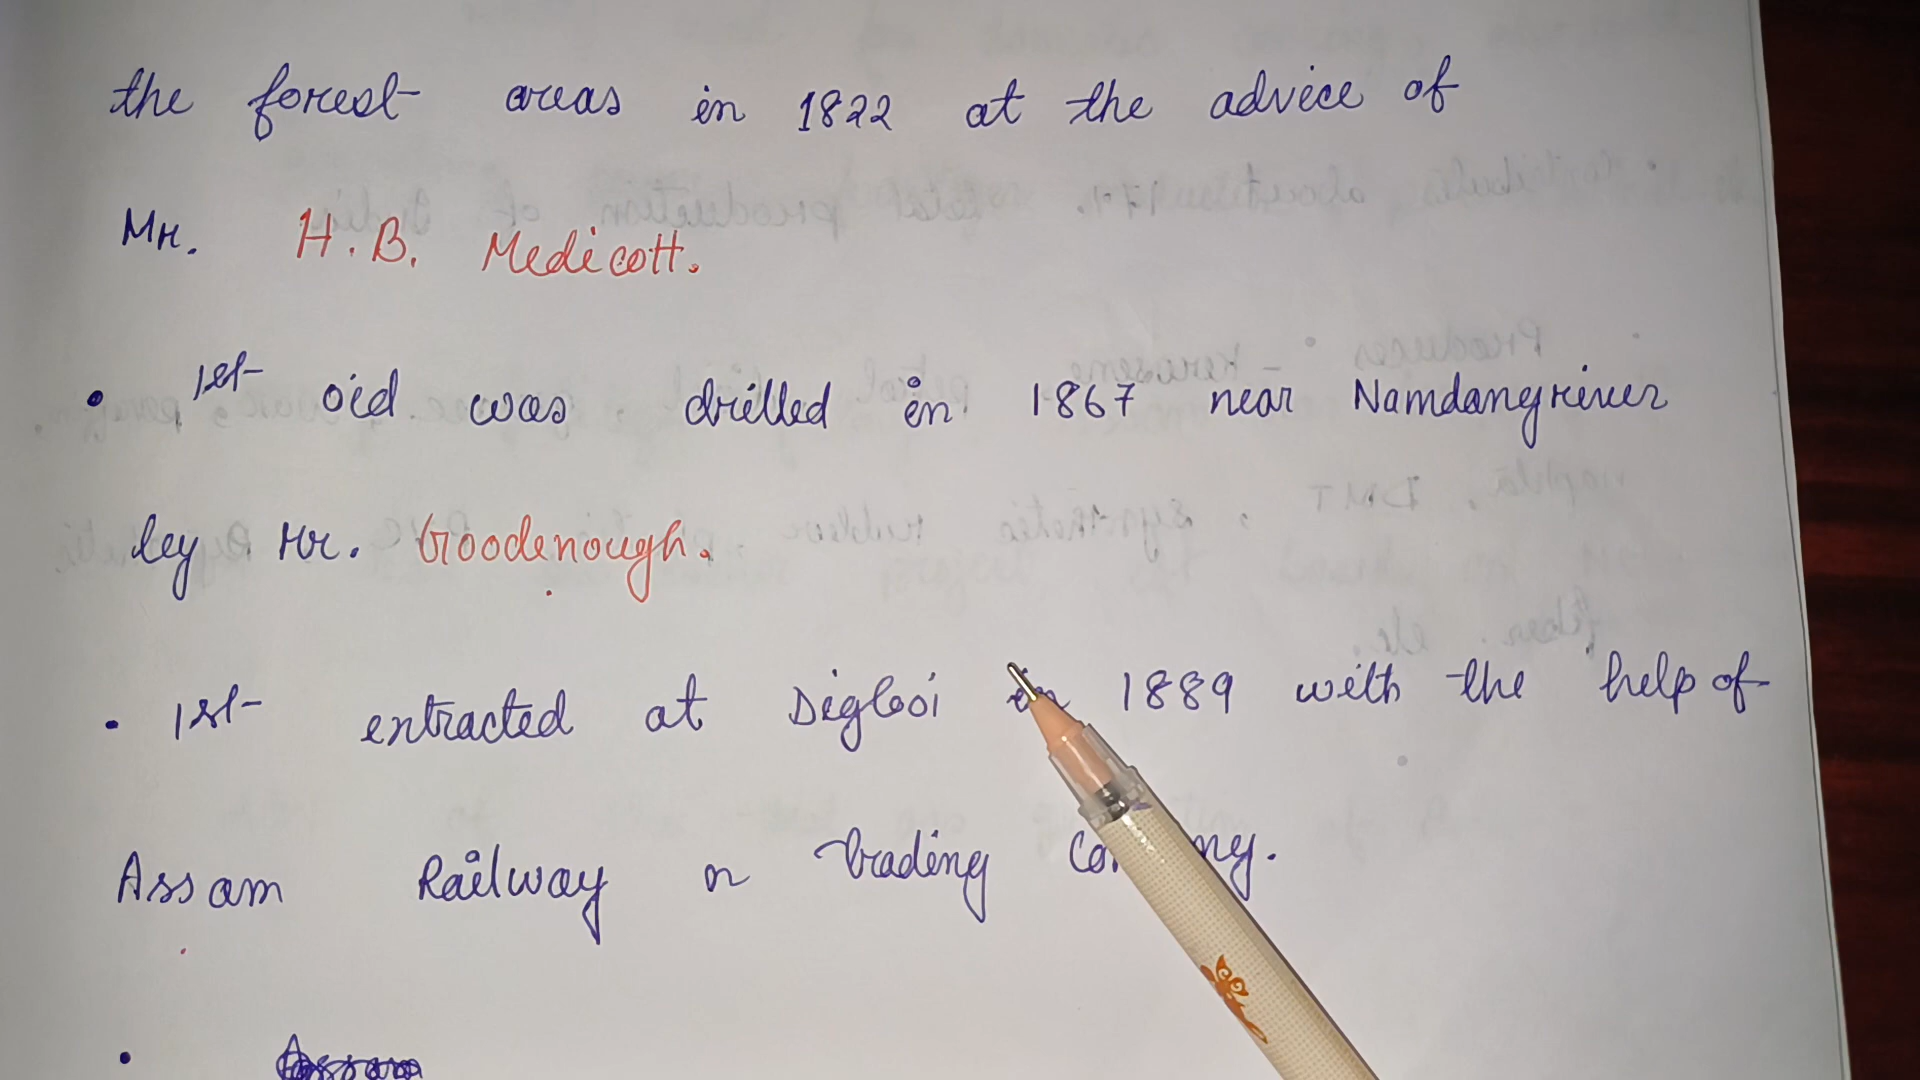 the forest areas in 1822 at the advice of
Mr. H.B. Medicott.
• 1st oil was drilled in 1867 near Namdang river
by Mr. Goodenough.
• 1st extracted at Digboi in 1889 with the help of
Assam Railway n Trading
•